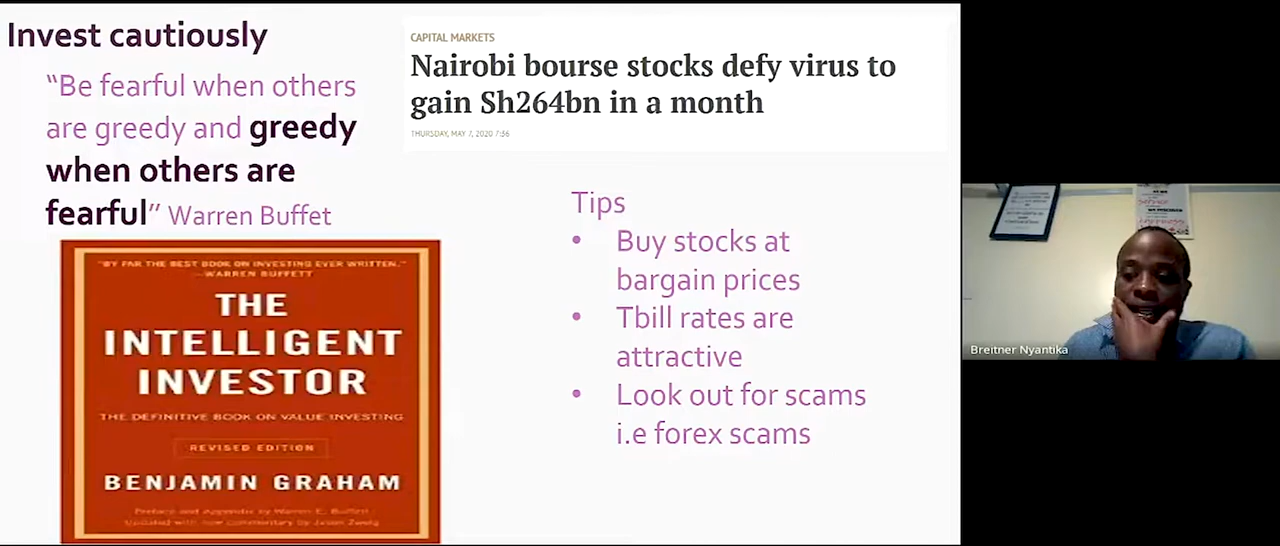 Invest cautiously
“Be fearful when others
are greedy and greedy
when others are
fearful” Warren Buffet
CAPITAL MARKETS
Nairobi bourse stocks defy virus to
gain Sh264bn in a month
THURSDAY, MAY 7, 2020 7:36
"BY FAR THE BEST BOOK ON INVESTING EVER WRITTEN."
—WARREN BUFFETT
THE
INTELLIGENT
INVESTOR
THE DEFINITIVE BOOK ON VALUE INVESTING
REVISED EDITION
BENJAMIN GRAHAM
Preface and Appendix by Warren E. Buffett
Updated with new commentary by Jason Zweig
Tips
• Buy stocks at
bargain prices
• Tbill rates are
attractive
• Look out for scams
i.e forex scams
Breitner Nyantika